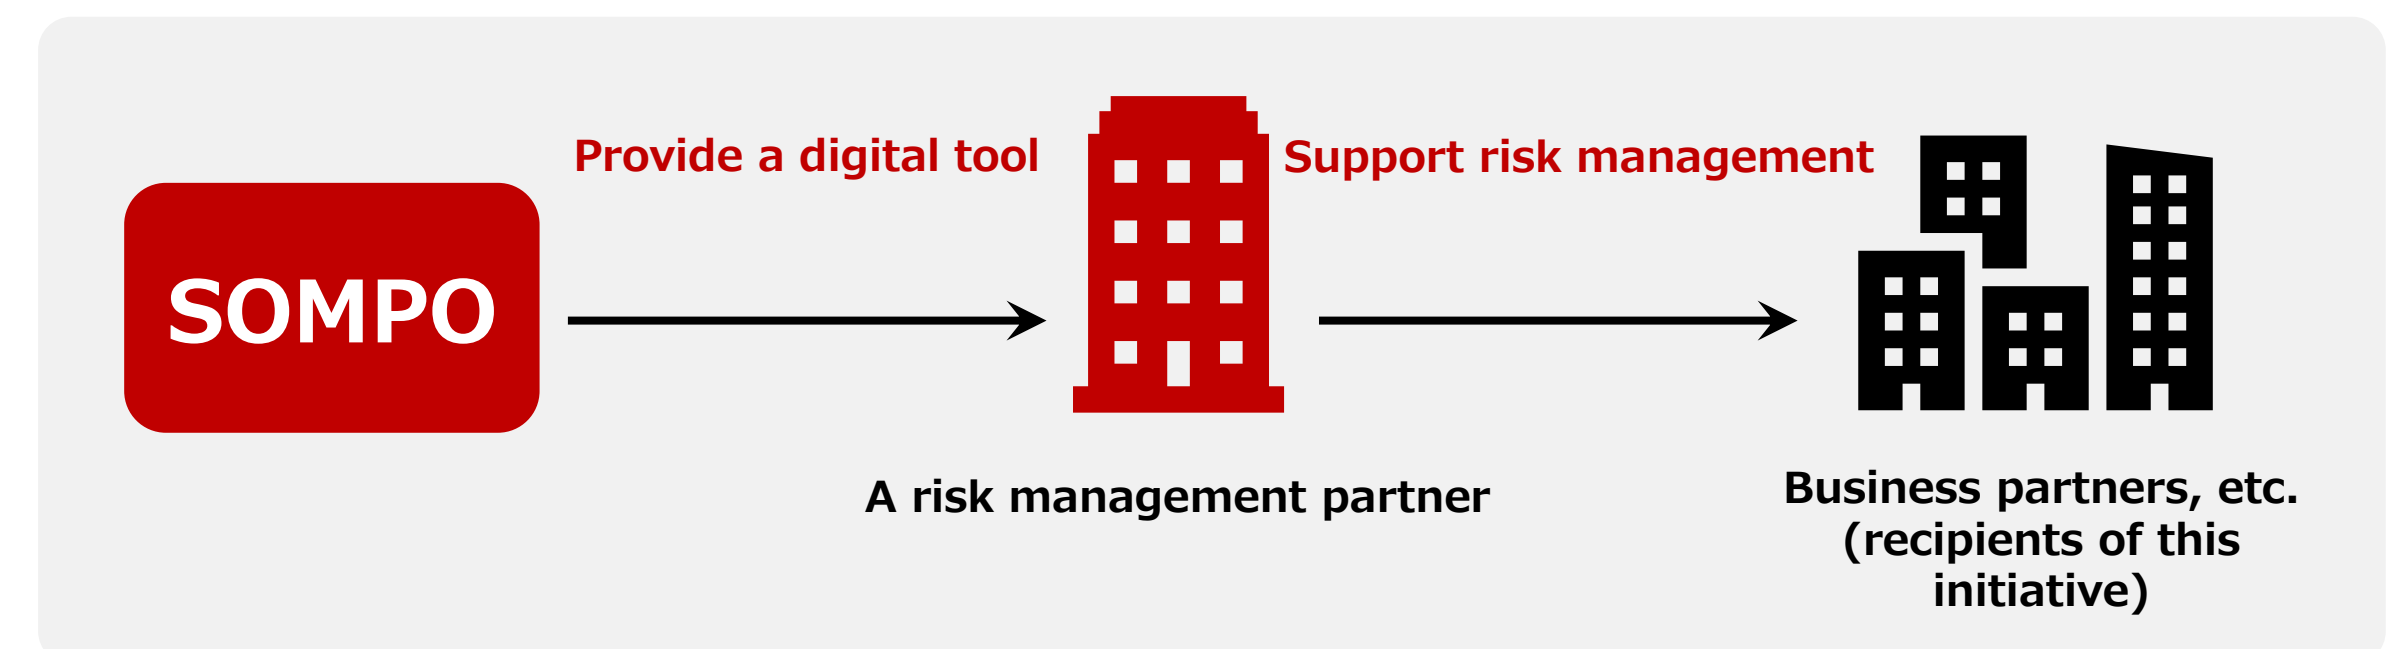 Provide a digital tool
Support risk management
SOMPO
A risk management partner
Business partners, etc.
(recipients of this
initiative)